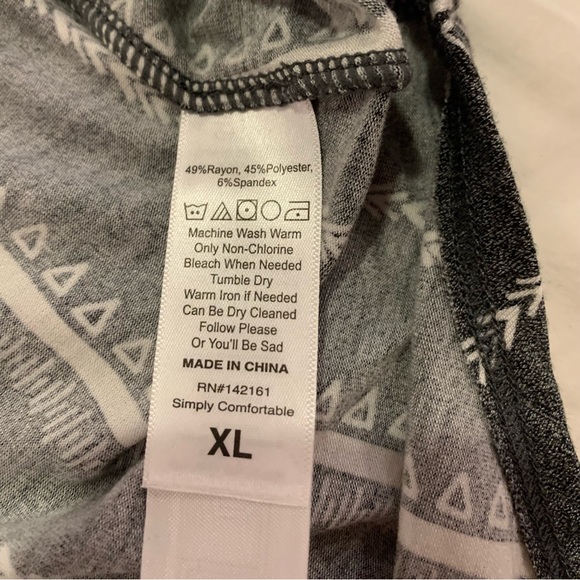 49%Rayon, 45%Polyester,
6%Spandex
Machine Wash Warm
Only Non-Chlorine
Bleach When Needed
Tumble Dry
Warm Iron if Needed
Can Be Dry Cleaned
Follow Please
Or You'll Be Sad
MADE IN CHINA
RN#142161
Simply Comfortable
XL